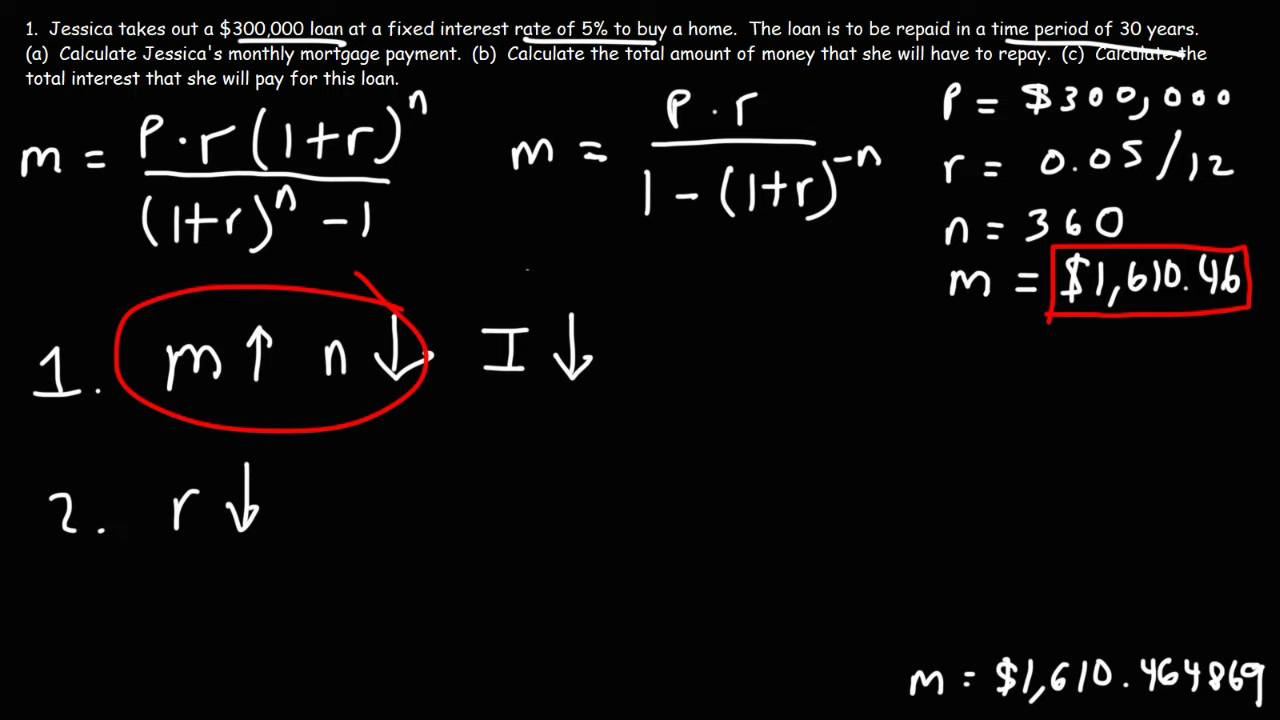 1. Jessica takes out a $300,000 loan at a fixed interest rate of 5% to buy a home. The loan is to be repaid in a time period of 30 years.
(a) Calculate Jessica's monthly mortgage payment. (b) Calculate the total amount of money that she will have to repay. (c) Calculate the
total interest that she will pay for this loan.
m = P · r (1+r)^n / (1+r)^n - 1
m = P · r / 1 - (1+r)^-n
P = $300,000
r = 0.05/12
n = 360
m = $1,610.46
1. m ↑ n ↓ I ↓
2. r ↓
m = $1,610.464869